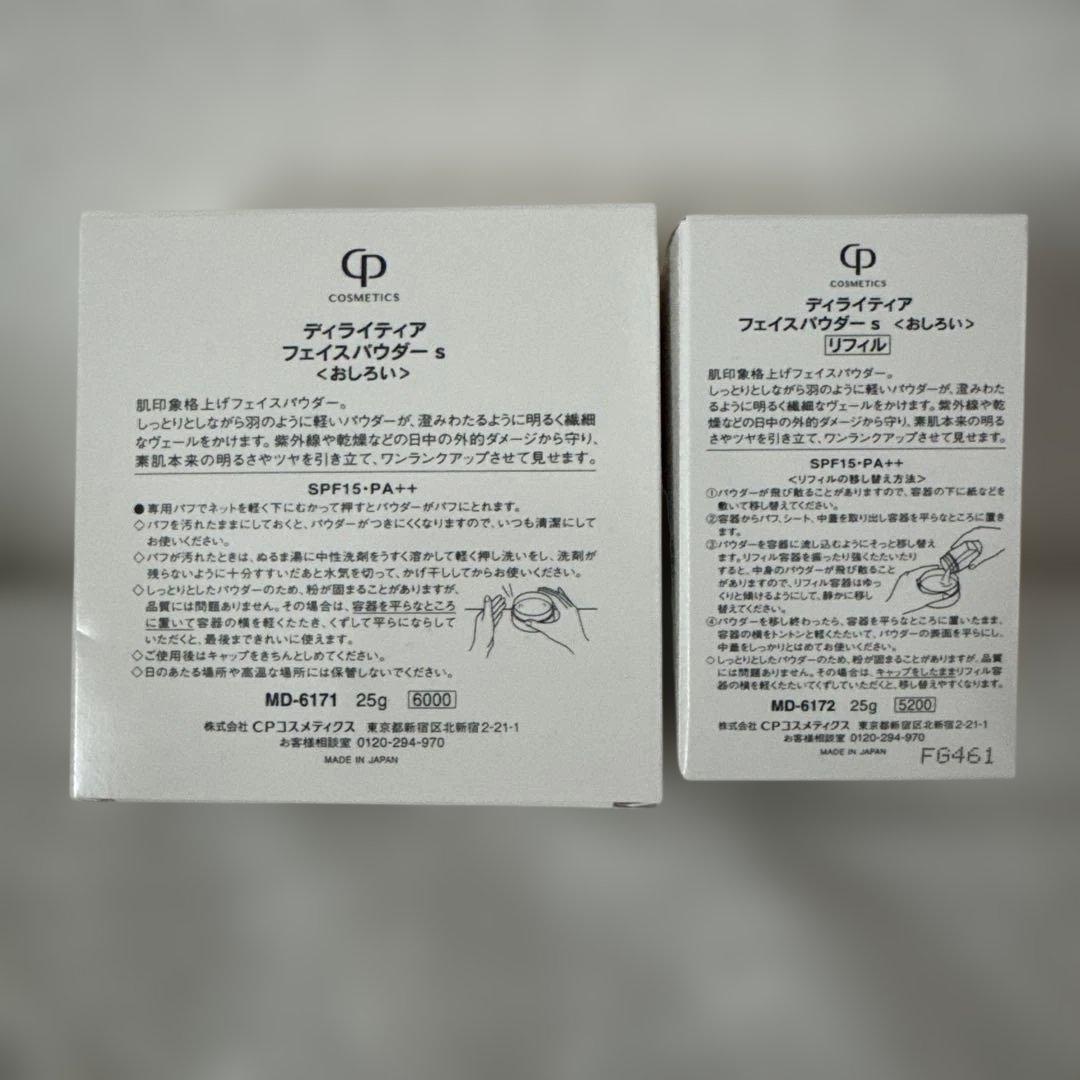 CP
COSMETICS
ディライティア
フェイスパウダー s
<おしろい>
肌印象格上げフェイスパウダー。
しっとりとしながら羽のように軽いパウダーが、澄みわたるように明るく繊細
なヴェールをかけます。紫外線や乾燥などの日中の外的ダメージから守り、
素肌本来の明るさやツヤを引き立て、ワンランクアップさせて見せます。
SPF15・PA++
●専用パフでネットを軽く下にむかって押すとパウダーがパフにとれます。
◇パフを汚れたままにしておくと、パウダーがつきにくくなりますので、いつも清潔にして
お使いください。
◇パフが汚れたときは、ぬるま湯に中性洗剤をうすく溶かして軽く押し洗いをし、洗剤が
残らないように十分すすいだあと水気を切って、かげ干ししてからお使いください。
◇しっとりとしたパウダーのため、粉が固まることがありますが、
品質には問題ありません。その場合は、容器を平らなところ
に置いて容器の横を軽くたたき、くずして平らにならして
いただくと、最後まできれいに使えます。
◇ご使用後はキャップをきちんとしめてください。
◇日のあたる場所や高温な場所には保管しないでください。
MD-6171 25g 6000
株式会社 CPコスメティクス 東京都新宿区北新宿2-21-1
お客様相談室 0120-294-970
MADE IN JAPAN
CP
COSMETICS
ディライティア
フェイスパウダー s <おしろい>
リフィル
肌印象格上げフェイスパウダー。
しっとりとしながら羽のように軽いパウダーが、澄みわた
るように明るく繊細なヴェールをかけます。紫外線や乾
燥などの日中の外的ダメージから守り、素肌本来の明る
さやツヤを引き立て、ワンランクアップさせて見せます。
SPF15・PA++
<リフィルの移し替え方法>
①パウダーが飛び散ることがありますので、容器の下に紙などを
敷いて移し替えてください。
②容器からパフ、シート、中蓋を取り出し容器を平らなところに置き
ます。
③パウダーを容器に流し込むようにそっと移し替え
ます。リフィル容器を振ったり強くたたいたり
すると、中身のパウダーが飛び散ること
がありますので、リフィル容器はゆっ
くりと傾けるようにして、静かに移し
替えてください。
④パウダーを移し終わったら、容器を平らなところに置いたまま、
容器の横をトントンと軽くたたいて、パウダーの表面を平らにし、
中蓋をしっかりとはめてお使いください。
◇しっとりとしたパウダーのため、粉が固まることがありますが、品質
には問題ありません。その場合は、キャップをしたままリフィル容
器の横を軽くたたいてくずしていただくと、移し替えやすくなります。
MD-6172 25g 5200
株式会社 CPコスメティクス 東京都新宿区北新宿2-21-1
お客様相談室 0120-294-970
MADE IN JAPAN
FG461